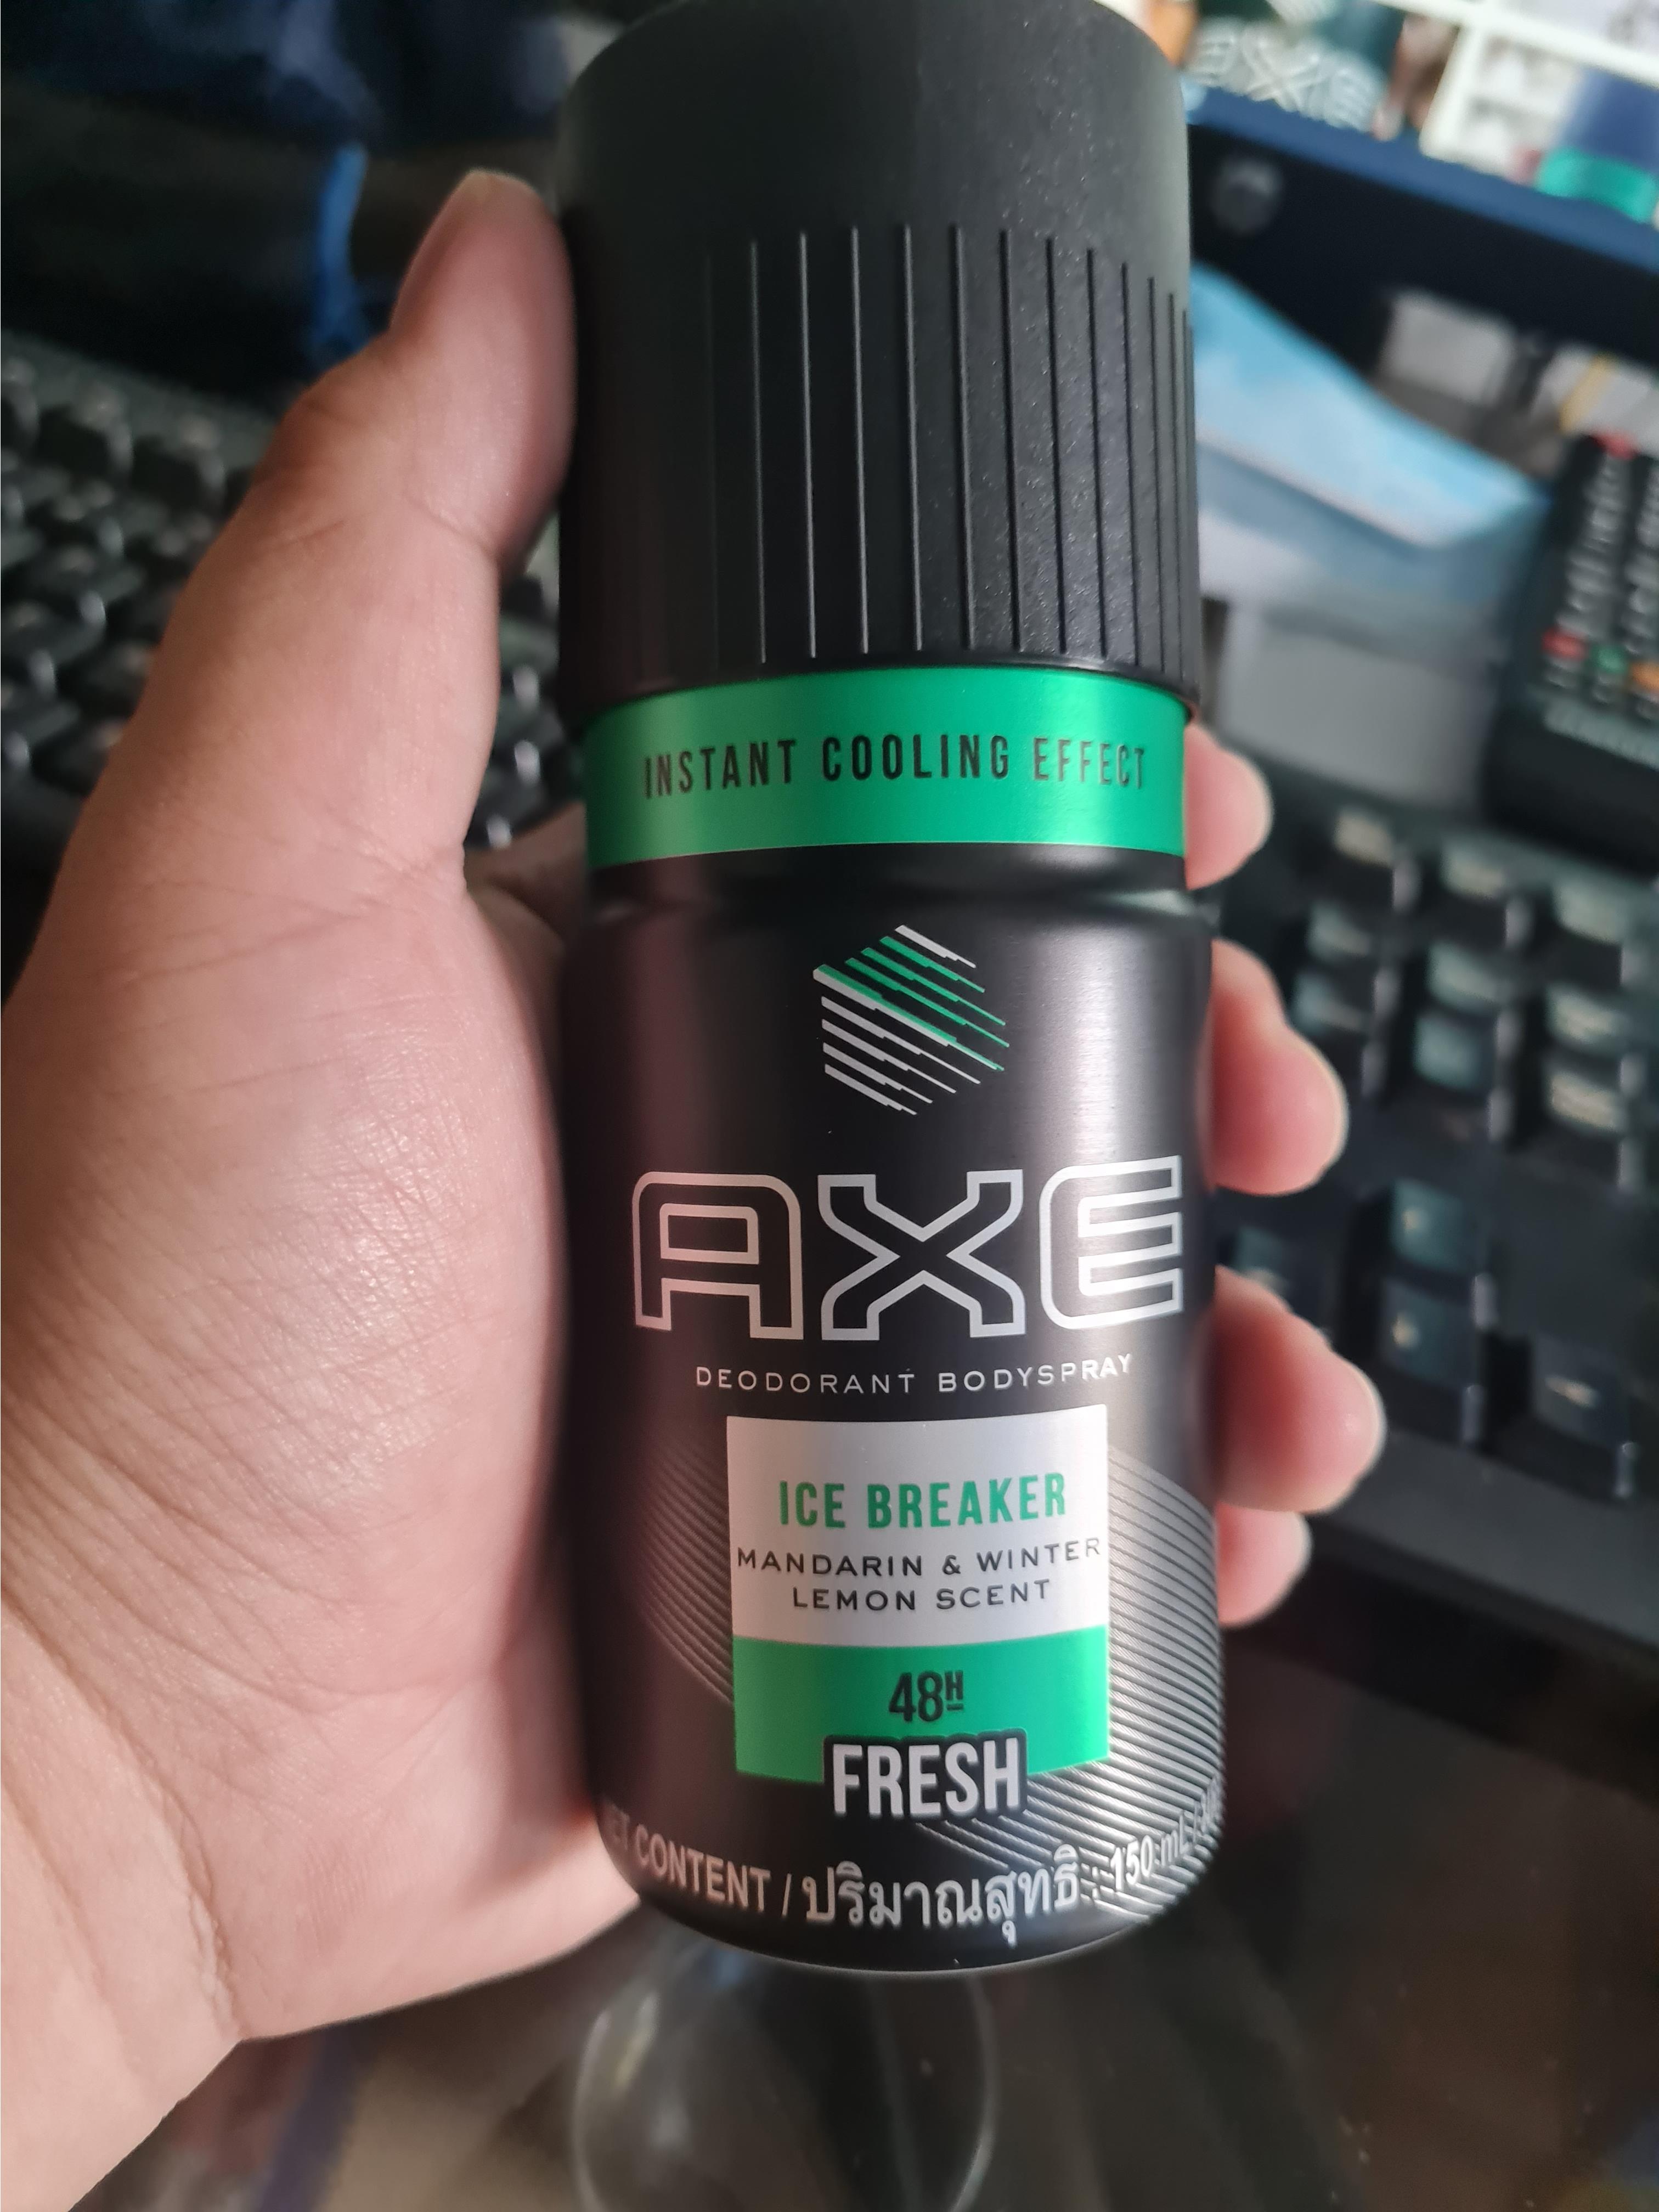 INSTANT COOLING EFFECT
AXE
DEODORANT BODYSPRAY
ICE BREAKER
MANDARIN & WINTER
LEMON SCENT
48H
FRESH
CONTENT / ปริมาณสุทธิ : 150 mL /
AXE